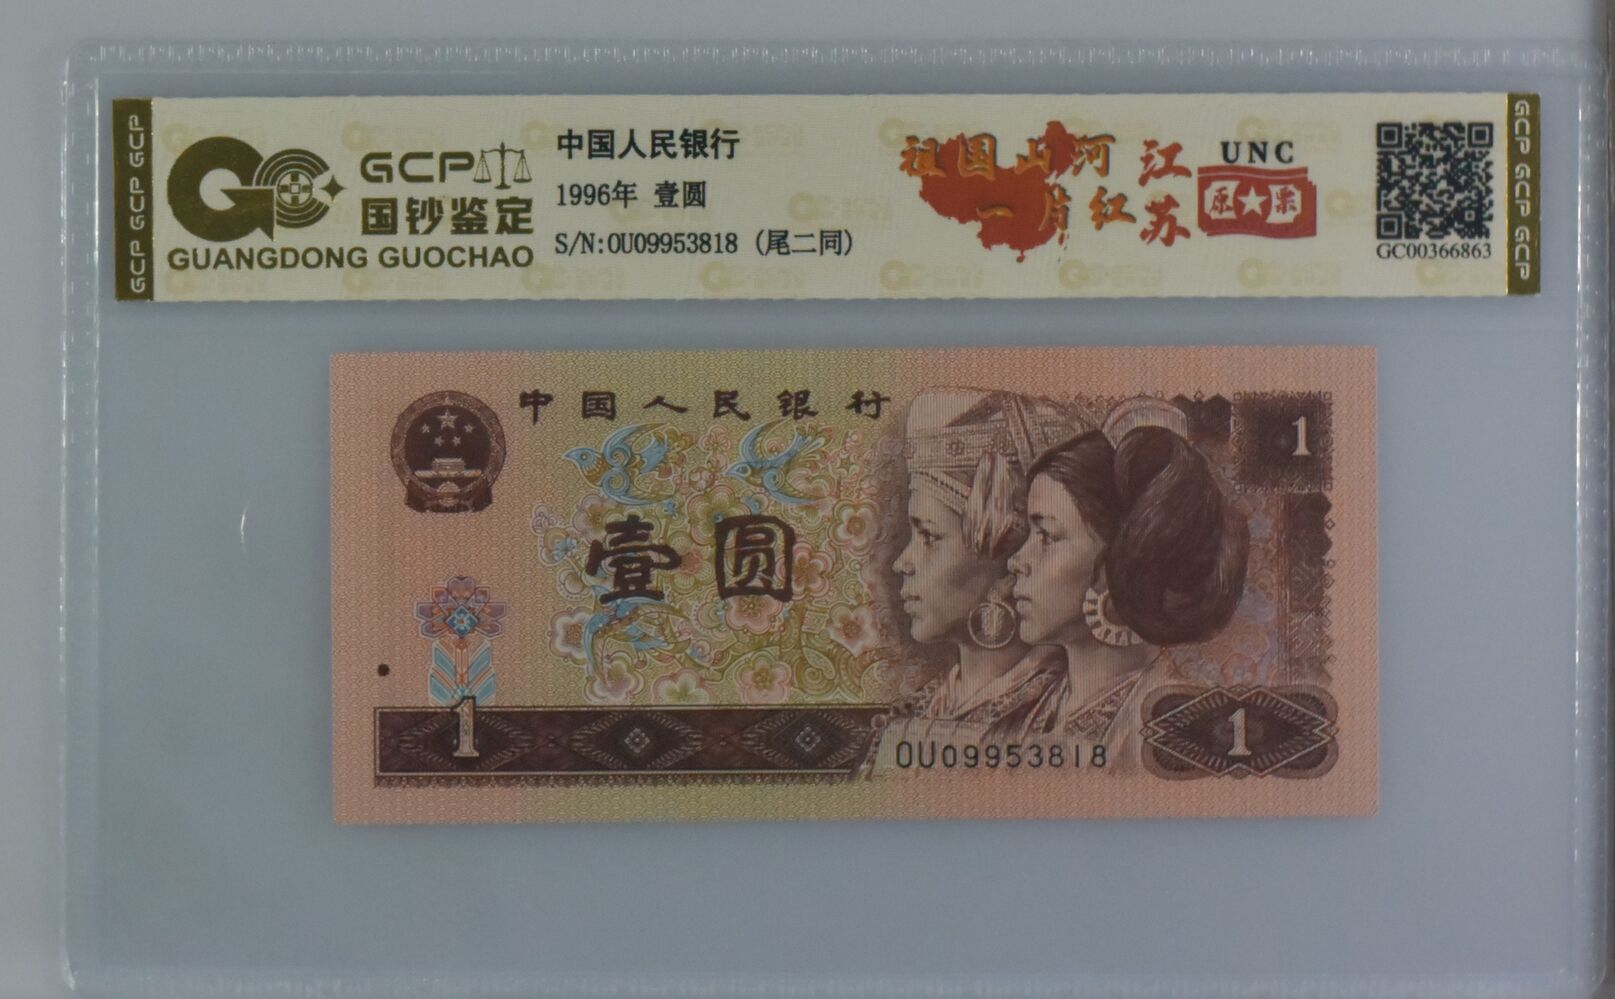 GCP GCP GCP
GCP
国钞鉴定
GUANGDONG GUOCHAO
中国人民银行
1996年 壹圆
S/N:OU09953818 (尾二同)
祖国山河
一片红
江苏
UNC
原★票
GC00366863
GCP GCP GCP
中国人民银行
1
壹圆
1
OU09953818
1